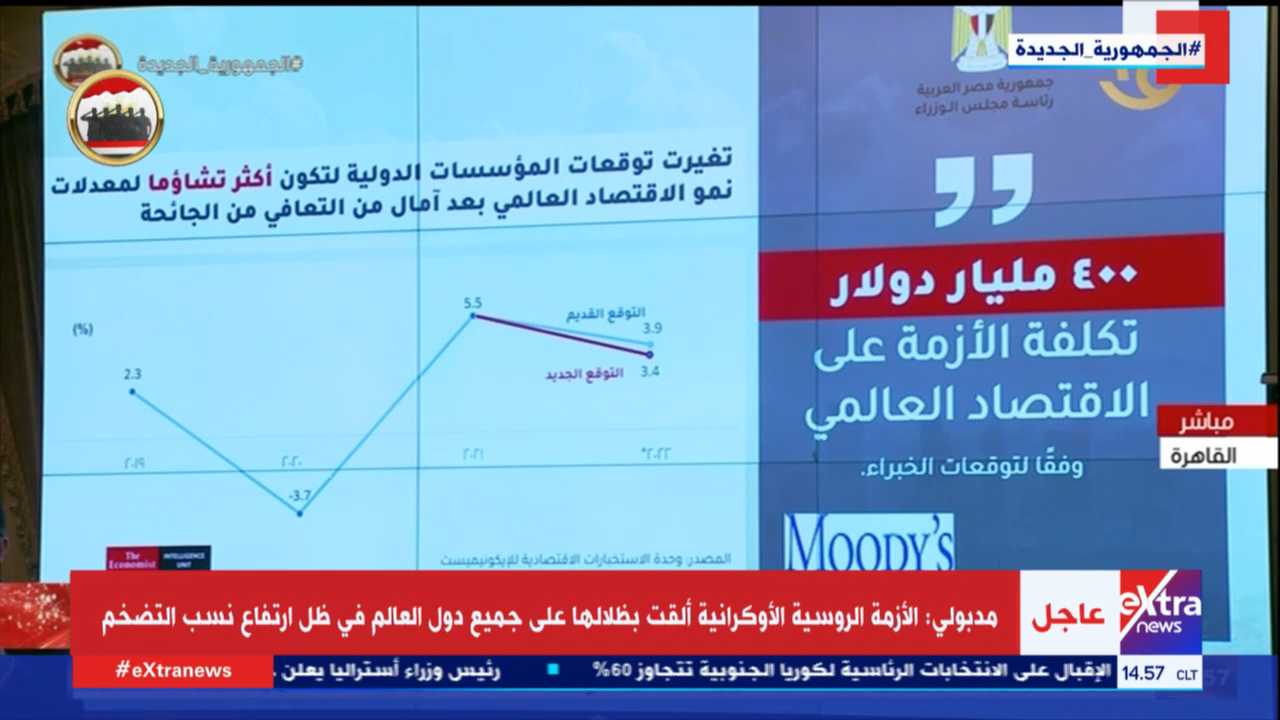 #الجمهورية_الجديدة
#الجمهورية_الجديدة
جمهورية مصر العربية
رئاسة مجلس الوزراء
تغيرت توقعات المؤسسات الدولية لتكون أكثر تشاؤما لمعدلات
نمو الاقتصاد العالمي بعد آمال من التعافي من الجائحة
٤٠٠ مليار دولار
تكلفة الأزمة على
الاقتصاد العالمي
وفقًا لتوقعات الخبراء.
MOODY'S
(%)
5.5
التوقع القديم
3.9
التوقع الجديد
3.4
2.3
-3.7
٢٠١٩
٢٠٢٠
٢٠٢١
*٢٠٢٢
The Economist
INTELLIGENCE UNIT
المصدر: وحدة الاستخبارات الاقتصادية للإيكونيميست
مباشر
القاهرة
عاجل
مدبولي: الأزمة الروسية الأوكرانية ألقت بظلالها على جميع دول العالم في ظل ارتفاع نسب التضخم
eXtra news
#eXtranews
الإقبال على الانتخابات الرئاسية لكوريا الجنوبية تتجاوز 60%
رئيس وزراء أستراليا يعلن
14.57 CLT